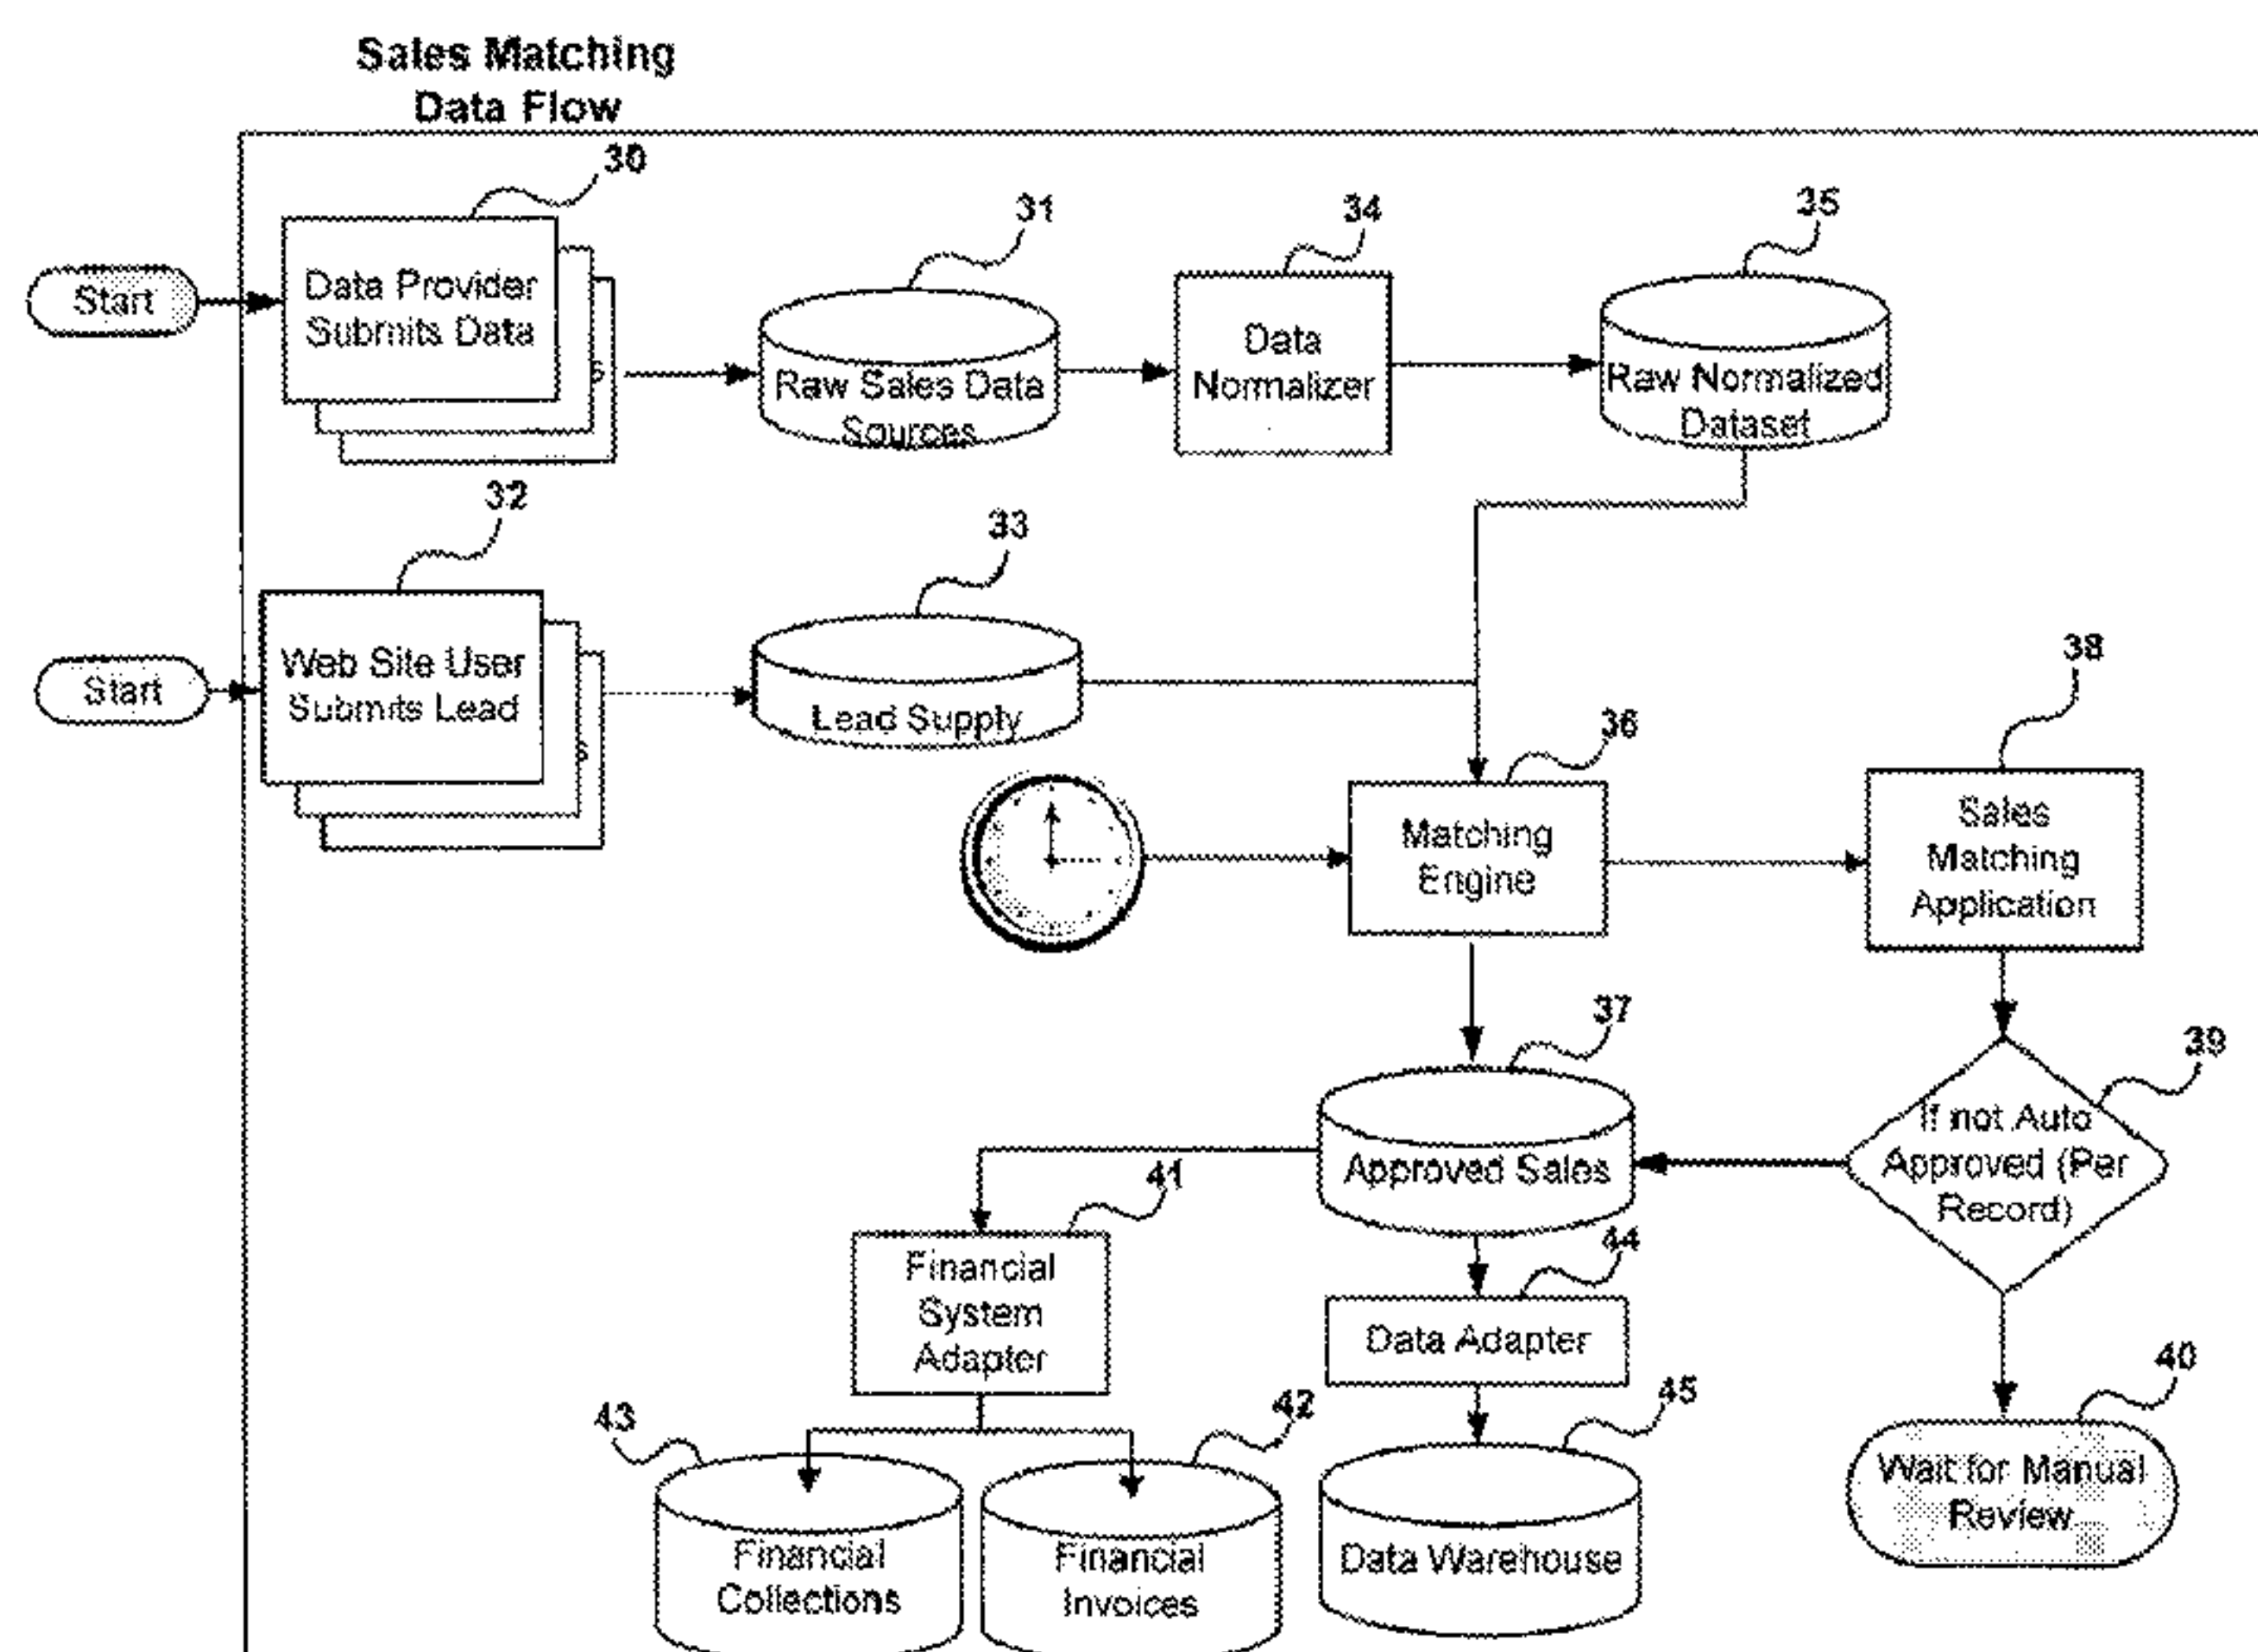 Sales Matching
Data Flow
30
31
34
35
Start
Data Provider
Submits Data
s
Raw Sales Data
Sources
Data
Normalizer
Raw Normalized
Dataset
32
33
38
Start
Web Site User
Submits Lead
s
Lead Supply
36
Matching
Engine
Sales
Matching
Application
37
39
Approved Sales
If not Auto
Approved (Per
Record)
41
44
Financial
System
Adapter
Data Adapter
40
43
42
45
Wait for Manual
Review
Financial
Collections
Financial
Invoices
Data Warehouse